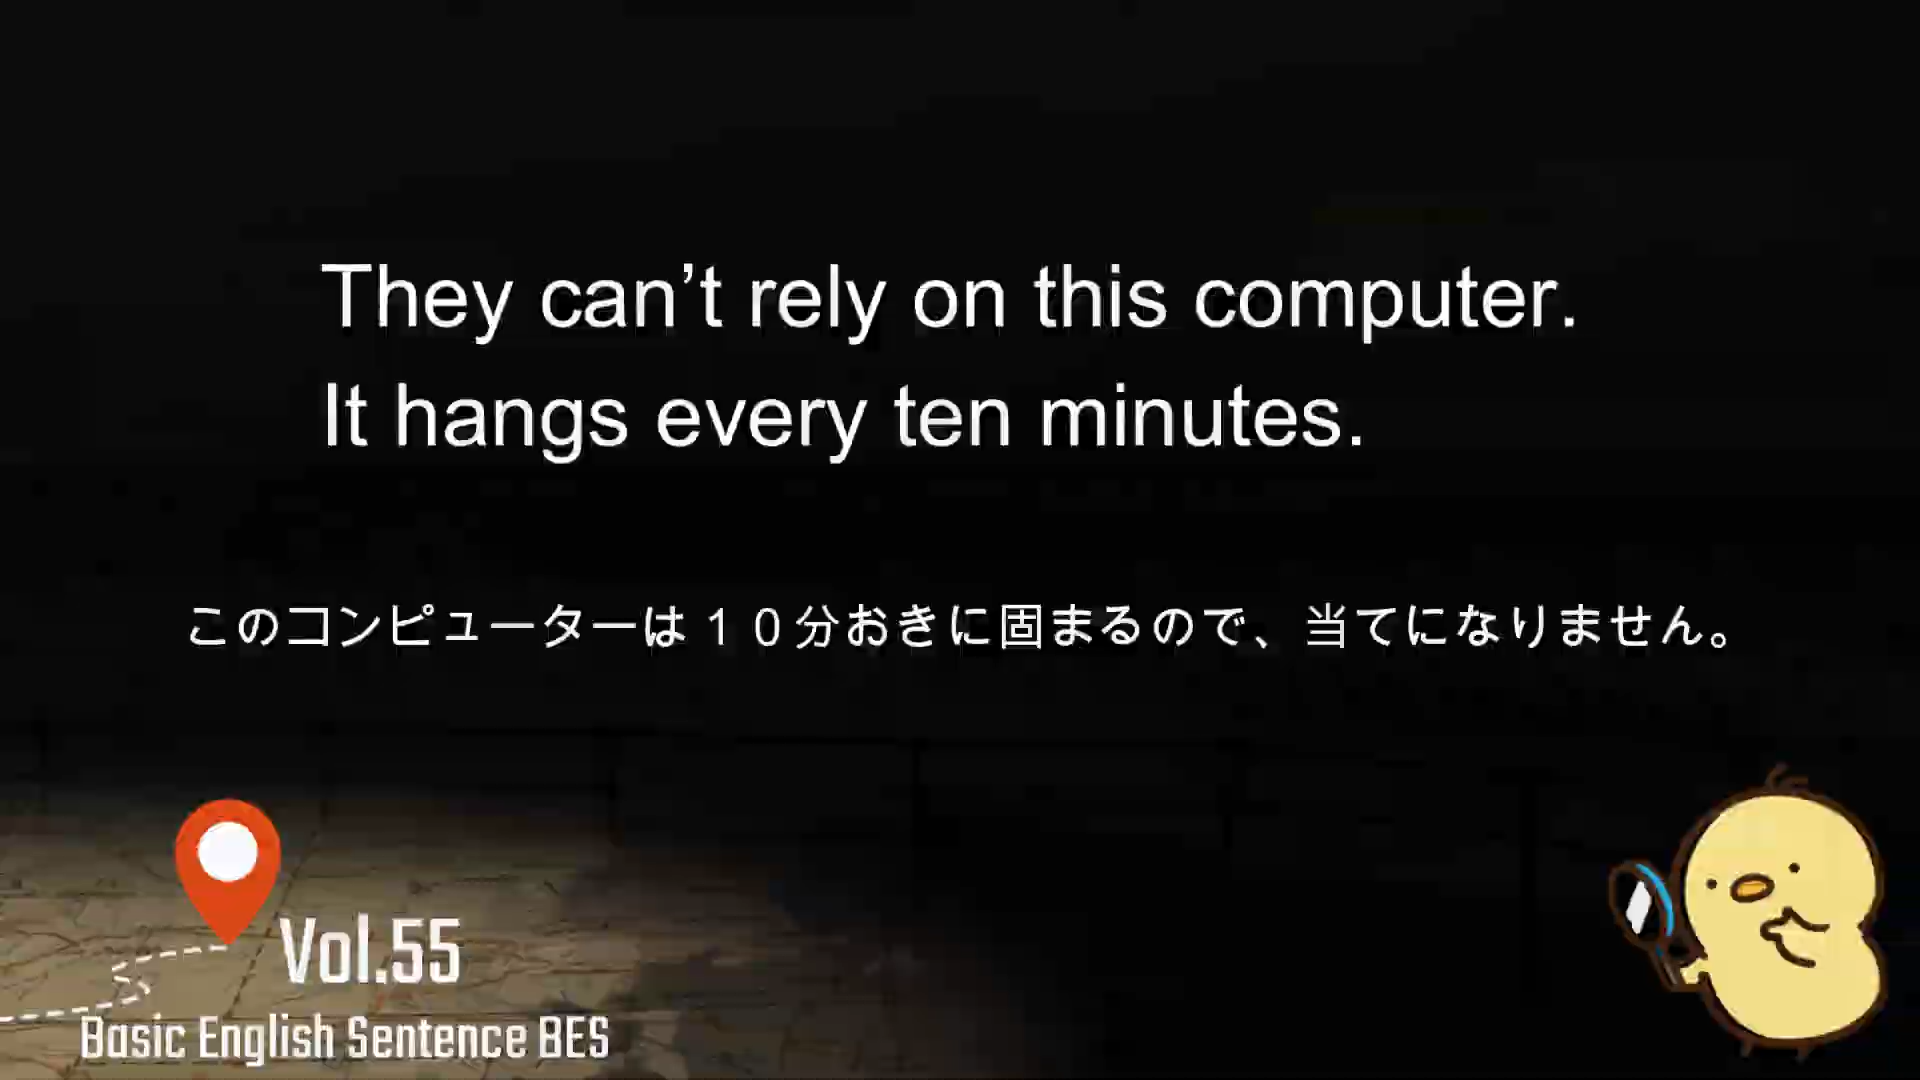 They can’t rely on this computer.
It hangs every ten minutes.
このコンピューターは１０分おきに固まるので、当てになりません。
Vol.55
Basic English Sentence BES